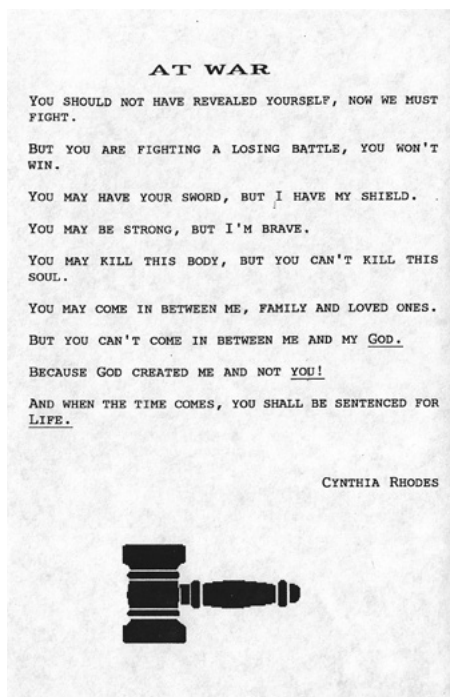 AT WAR
YOU SHOULD NOT HAVE REVEALED YOURSELF, NOW WE MUST
FIGHT.
BUT YOU ARE FIGHTING A LOSING BATTLE, YOU WON'T
WIN.
YOU MAY HAVE YOUR SWORD, BUT I HAVE MY SHIELD.
YOU MAY BE STRONG, BUT I'M BRAVE.
YOU MAY KILL THIS BODY, BUT YOU CAN'T KILL THIS
SOUL.
YOU MAY COME IN BETWEEN ME, FAMILY AND LOVED ONES.
BUT YOU CAN'T COME IN BETWEEN ME AND MY GOD.
BECAUSE GOD CREATED ME AND NOT YOU!
AND WHEN THE TIME COMES, YOU SHALL BE SENTENCED FOR
LIFE.
CYNTHIA RHODES